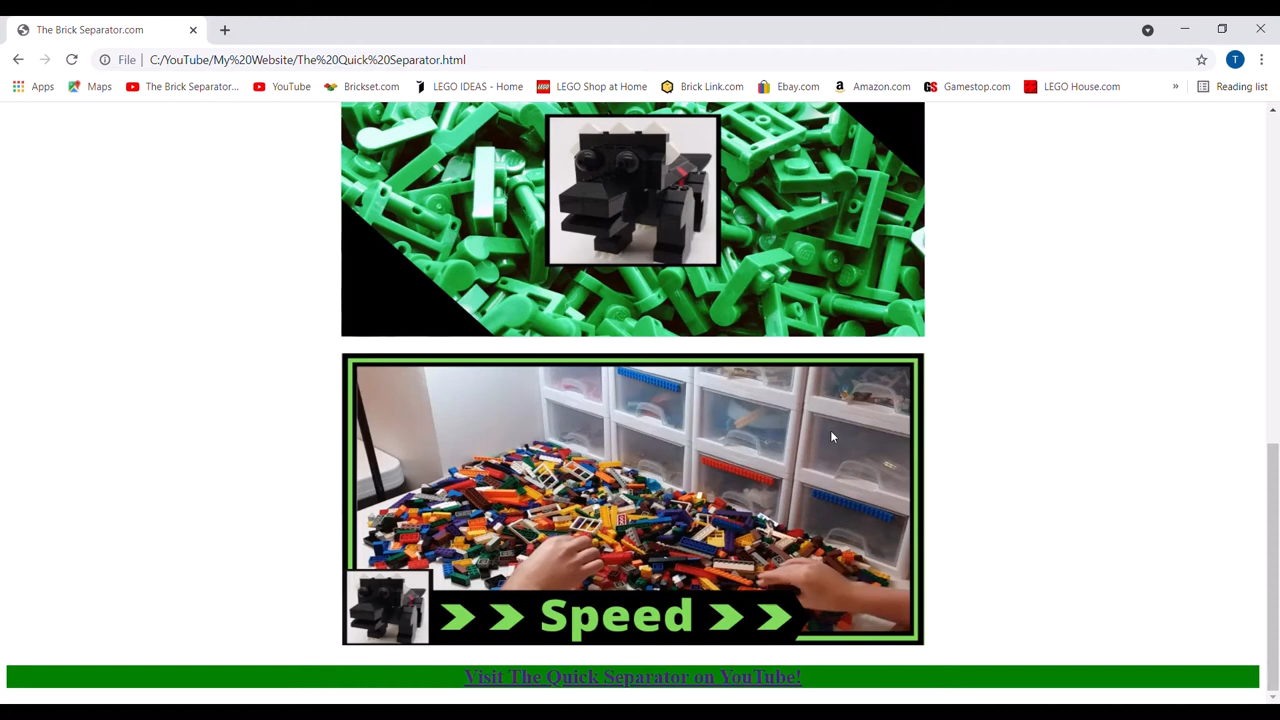 The Brick Separator.com
File C:/YouTube/My%20Website/The%20Quick%20Separator.html
T
Apps Maps The Brick Separator... YouTube Brickset.com LEGO IDEAS - Home LEGO Shop at Home Brick Link.com Ebay.com Amazon.com GS Gamestop.com LEGO House.com » Reading list
Speed
Visit The Quick Separator on YouTube!